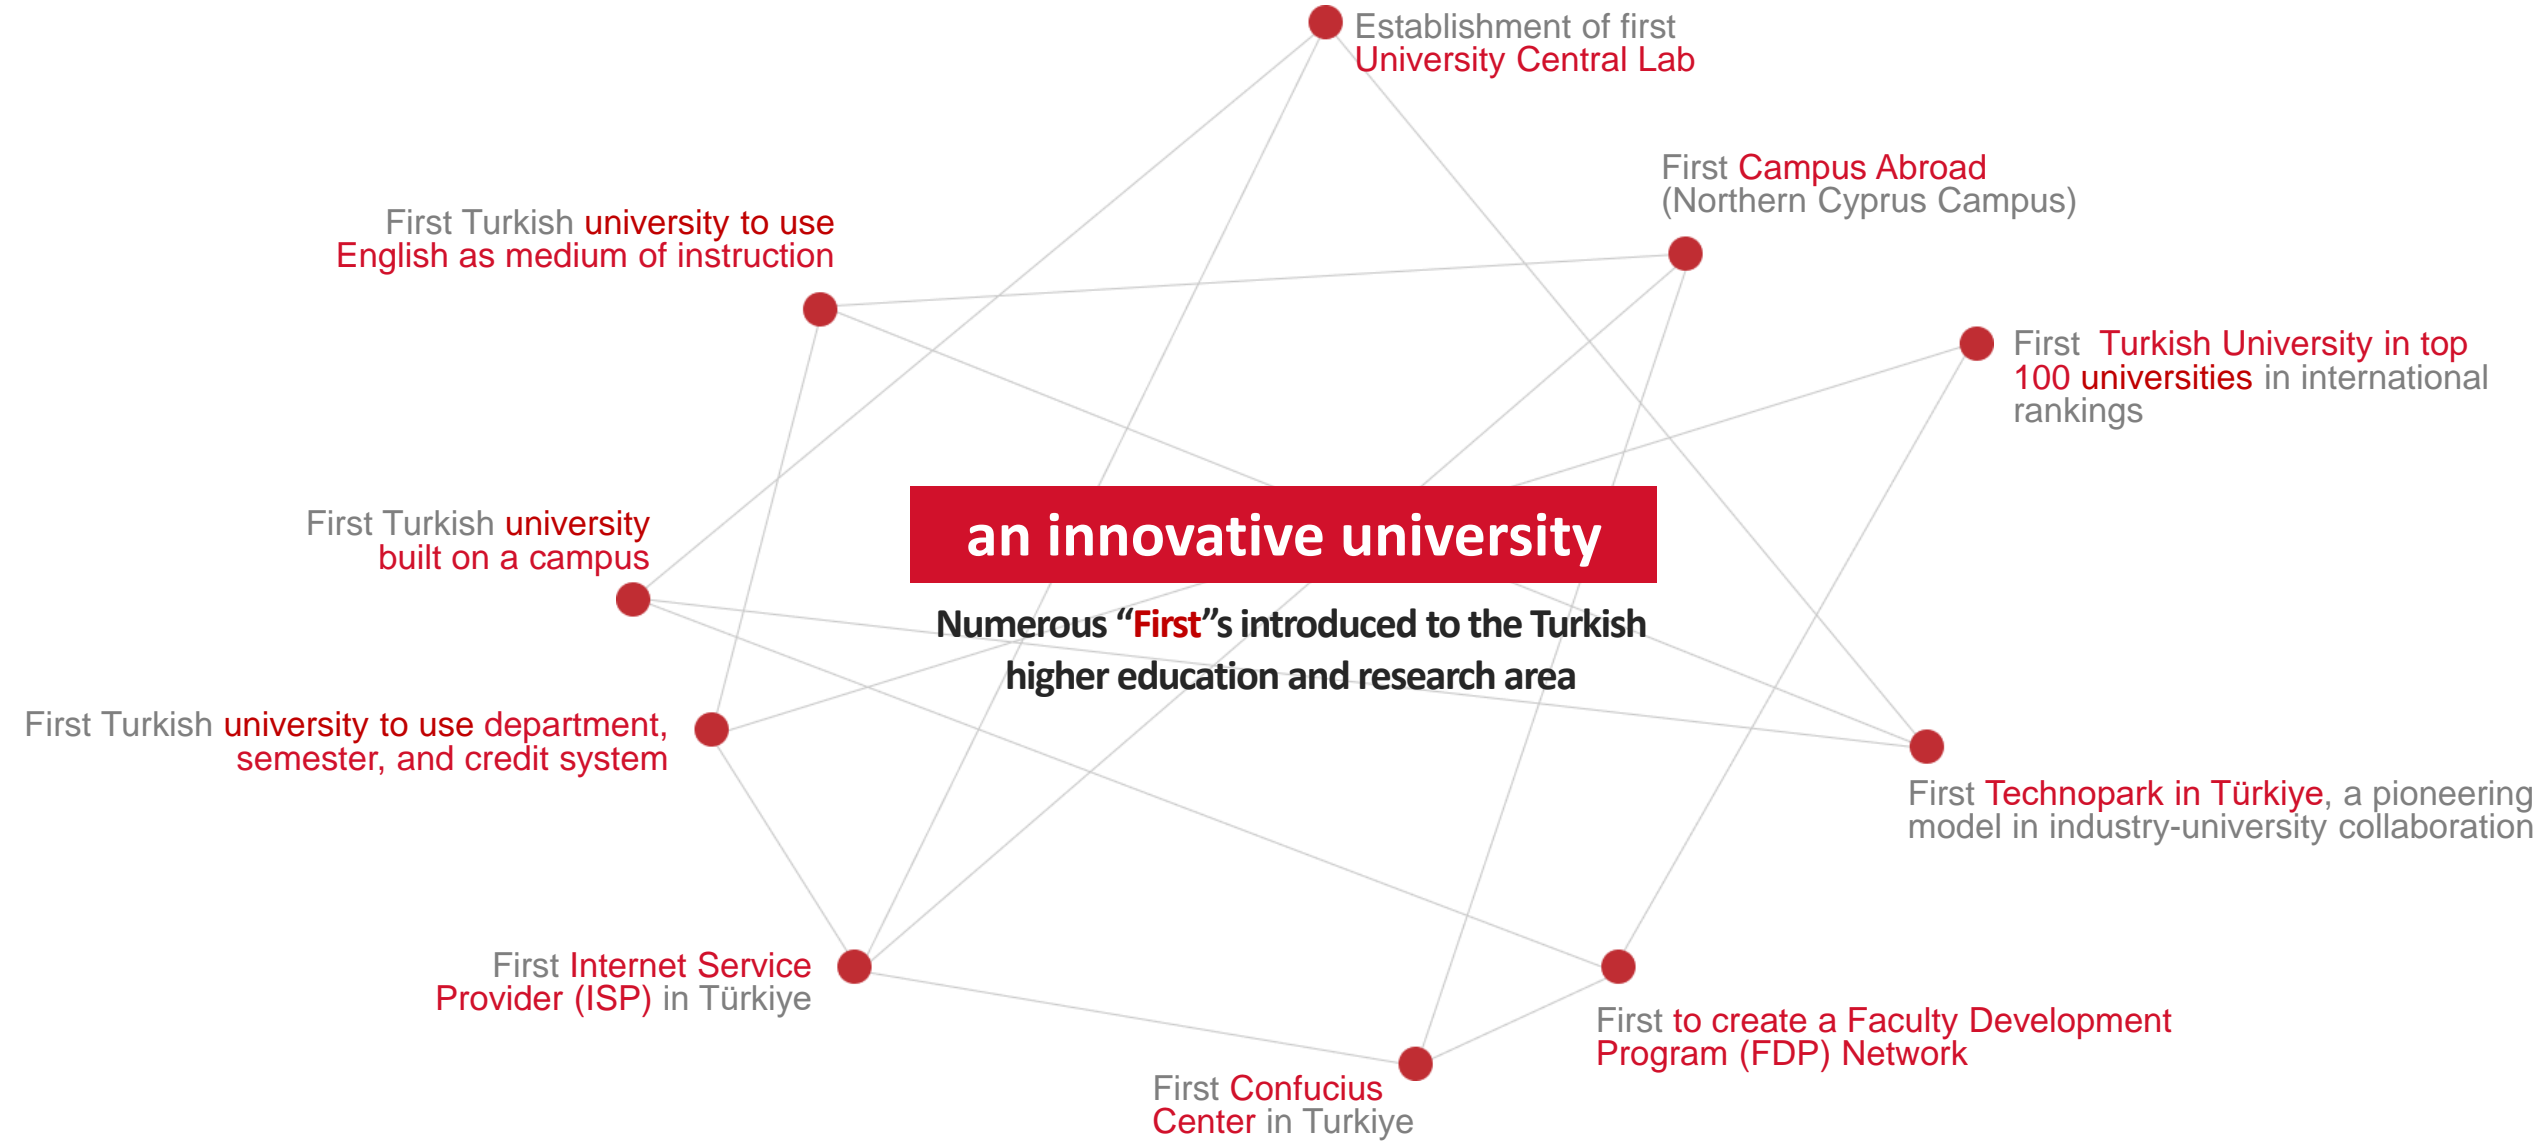 Establishment of first
University Central Lab
First Campus Abroad
(Northern Cyprus Campus)
First Turkish university to use
English as medium of instruction
First Turkish University in top
100 universities in international
rankings
First Turkish university
built on a campus
an innovative university
Numerous “First”s introduced to the Turkish
higher education and research area
First Turkish university to use department,
semester, and credit system
First Technopark in Türkiye, a pioneering
model in industry-university collaboration
First Internet Service
Provider (ISP) in Türkiye
First to create a Faculty Development
Program (FDP) Network
First Confucius
Center in Turkiye